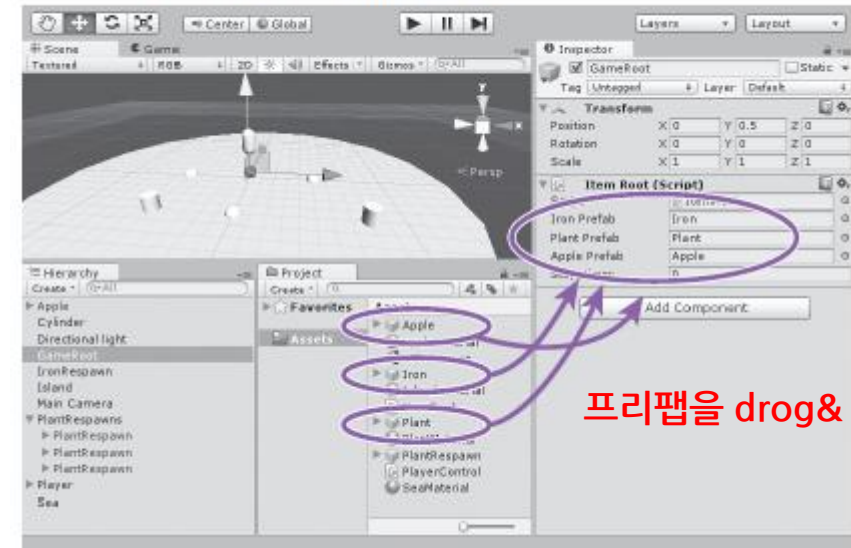 Center Global
Layers
Layout
Scene
Game
Textured
RGB
2D
Effects
Gizmos
All
Y
X
Persp
Inspector
GameRoot
Static
Tag Untagged
Layer Default
Transform
Position X 0 Y 0.5 Z 0
Rotation X 0 Y 0 Z 0
Scale X 1 Y 1 Z 1
Item Root (Script)
Iron Prefab Iron
Plant Prefab Plant
Apple Prefab Apple
Add Component
Hierarchy
Create All
Apple
Cylinder
Directional light
GameRoot
IronRespawn
Island
Main Camera
PlantRespawns
PlantRespawn
PlantRespawn
PlantRespawn
Player
Sea
Project
Create
Favorites
Assets
Apple
Iron
Plant
PlantRespawn
PlayerControl
SeaMaterial
프리팹을 drog&